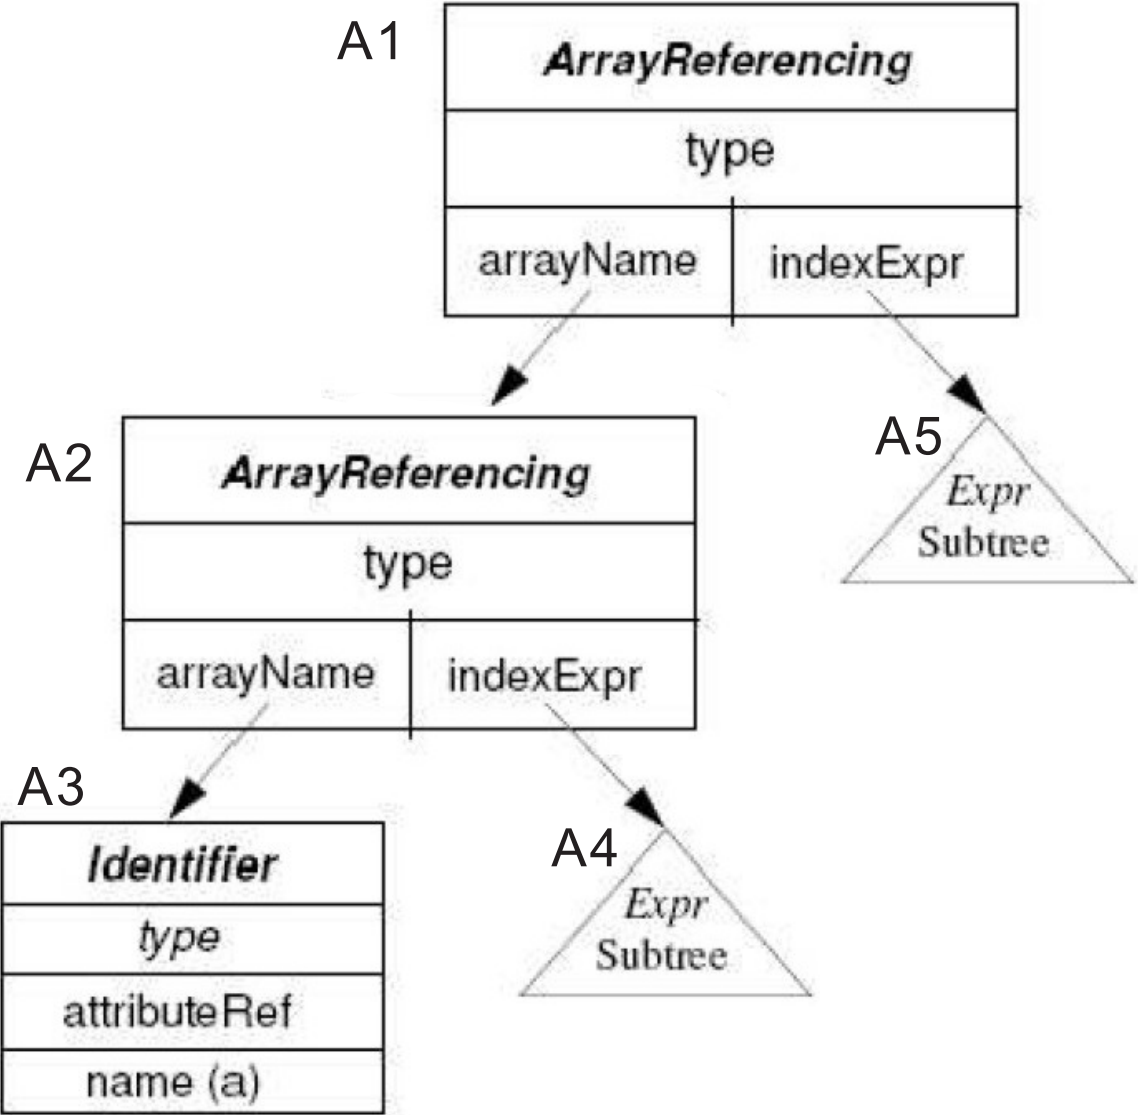 A1
ArrayReferencing
type
arrayName indexExpr
A2
ArrayReferencing
type
arrayName indexExpr
A5
Expr
Subtree
A3
Identifier
type
attributeRef
name (a)
A4
Expr
Subtree